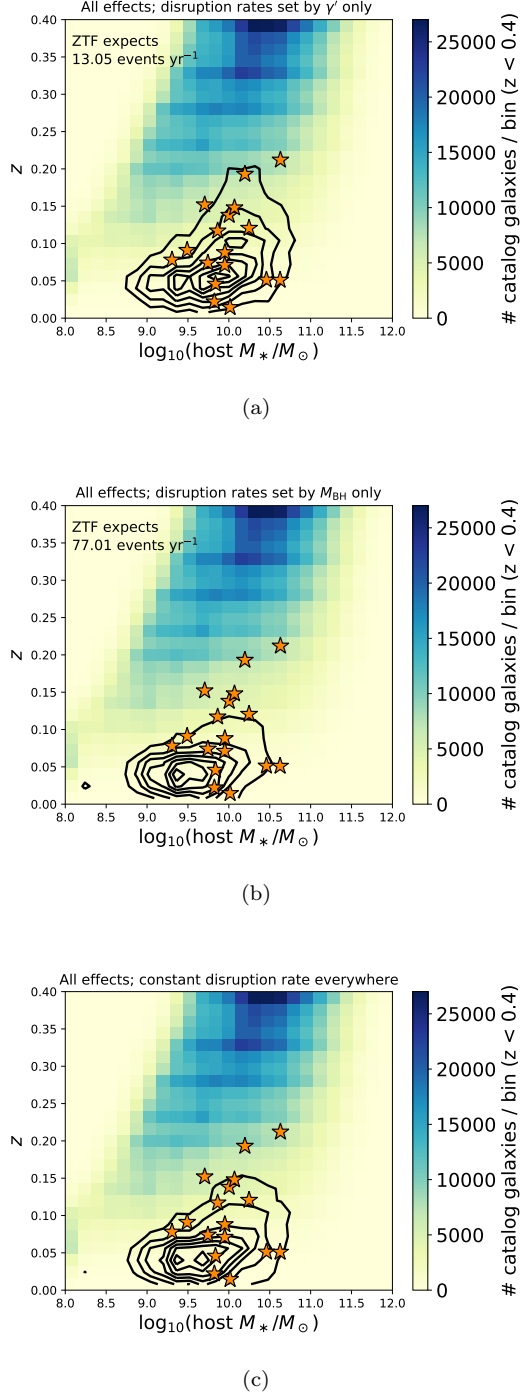 All effects; disruption rates set by γ′ only
ZTF expects
13.05 events yr⁻¹
0.40
0.35
0.30
0.25
0.20
0.15
0.10
0.05
0.00
z
8.0 8.5 9.0 9.5 10.0 10.5 11.0 11.5 12.0
log₁₀(host M∗/M⊙)
25000
20000
15000
10000
5000
0
# catalog galaxies / bin (z < 0.4)
(a)
All effects; disruption rates set by M_BH only
ZTF expects
77.01 events yr⁻¹
0.40
0.35
0.30
0.25
0.20
0.15
0.10
0.05
0.00
z
8.0 8.5 9.0 9.5 10.0 10.5 11.0 11.5 12.0
log₁₀(host M∗/M⊙)
25000
20000
15000
10000
5000
0
# catalog galaxies / bin (z < 0.4)
(b)
All effects; constant disruption rate everywhere
0.40
0.35
0.30
0.25
0.20
0.15
0.10
0.05
0.00
z
8.0 8.5 9.0 9.5 10.0 10.5 11.0 11.5 12.0
log₁₀(host M∗/M⊙)
25000
20000
15000
10000
5000
0
# catalog galaxies / bin (z < 0.4)
(c)